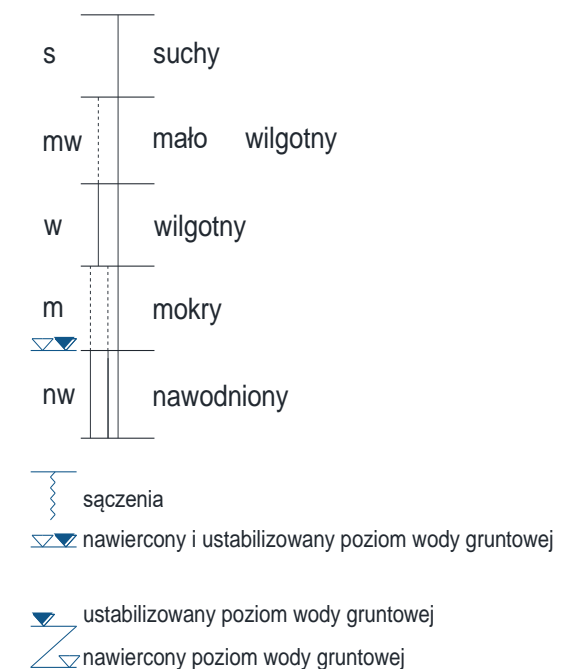 s suchy
mw mało wilgotny
w wilgotny
m mokry
nw nawodniony
sączenia
nawiercony i ustabilizowany poziom wody gruntowej
ustabilizowany poziom wody gruntowej
nawiercony poziom wody gruntowej